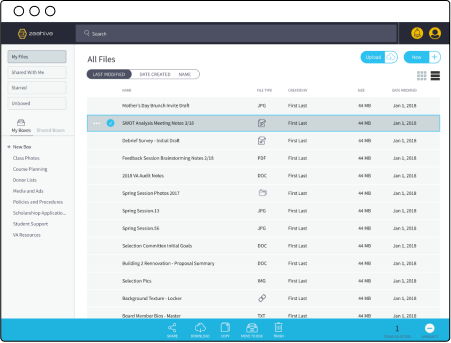 zeehive
Search
My Files
Shared With Me
Starred
Unboxed
My Boxes Shared Boxes
+ New Box
Class Photos
Course Planning
Donor Lists
Media and Ads
Policies and Procedures
Scholarshop Applicatio...
Student Support
VA Resources
All Files
Upload
New +
LAST MODIFIED DATE CREATED NAME
NAME FILE TYPE CREATED BY SIZE DATE MODIFIED
Mother's Day Brunch Invite Draft JPG First Last 44 MB Jan 1, 2018
SWOT Analysis Meeting Notes 3/18 First Last 44 MB Jan 1, 2018
Debrief Survey - Initial Draft First Last 44 MB Jan 1, 2018
Feedback Session Brainstorming Notes 2/18 PDF First Last 44 MB Jan 1, 2018
2018 VA Audit Notes DOC First Last 44 MB Jan 1, 2018
Spring Session Photos 2017 First Last 44 MB Jan 1, 2018
Spring Session.13 JPG First Last 44 MB Jan 1, 2018
Spring Session.56 JPG First Last 44 MB Jan 1, 2018
Selection Committee Initial Goals DOC First Last 44 MB Jan 1, 2018
Building 2 Rennovation - Proposal Summary DOC First Last 44 MB Jan 1, 2018
Selection Pics IMG First Last 44 MB Jan 1, 2018
Background Texture - Locker First Last 44 MB Jan 1, 2018
Board Member Bios - Master TXT First Last 44 MB Jan 1, 2018
SHARE DOWNLOAD COPY MOVE TO BOX TRASH
1